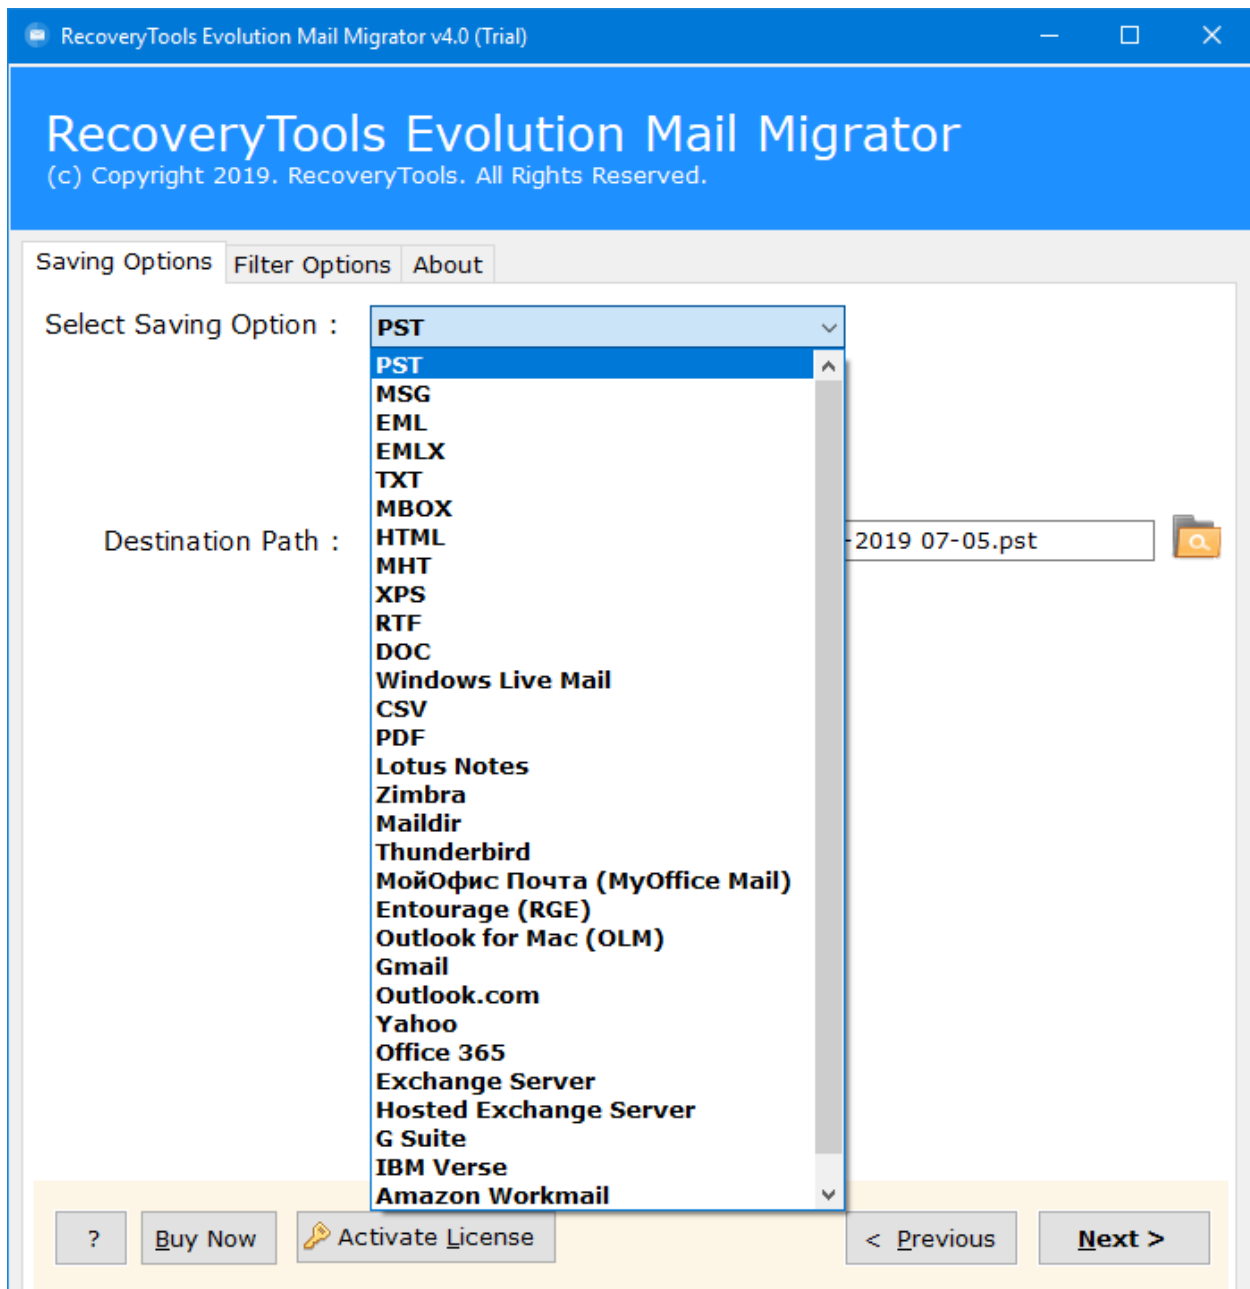 RecoveryTools Evolution Mail Migrator v4.0 (Trial)
RecoveryTools Evolution Mail Migrator
(c) Copyright 2019. RecoveryTools. All Rights Reserved.
Saving Options Filter Options About
Select Saving Option : PST
PST
MSG
EML
EMLX
TXT
MBOX
Destination Path : -2019 07-05.pst
HTML
MHT
XPS
RTF
DOC
Windows Live Mail
CSV
PDF
Lotus Notes
Zimbra
Maildir
Thunderbird
МойОфис Почта (MyOffice Mail)
Entourage (RGE)
Outlook for Mac (OLM)
Gmail
Outlook.com
Yahoo
Office 365
Exchange Server
Hosted Exchange Server
G Suite
IBM Verse
Amazon Workmail
? Buy Now Activate License < Previous Next >